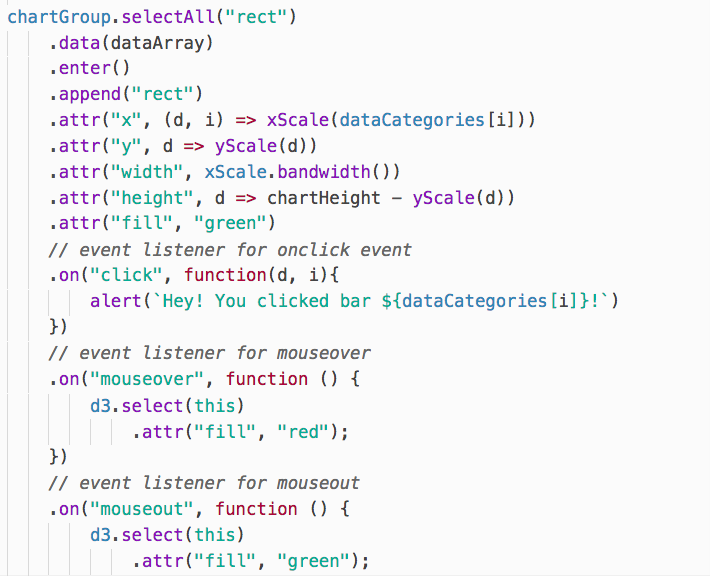 chartGroup.selectAll("rect")
    .data(dataArray)
    .enter()
    .append("rect")
    .attr("x", (d, i) => xScale(dataCategories[i]))
    .attr("y", d => yScale(d))
    .attr("width", xScale.bandwidth())
    .attr("height", d => chartHeight - yScale(d))
    .attr("fill", "green")
    // event listener for onclick event
    .on("click", function(d, i){
        alert(`Hey! You clicked bar ${dataCategories[i]}!`)
    })
    // event listener for mouseover
    .on("mouseover", function () {
        d3.select(this)
            .attr("fill", "red");
    })
    // event listener for mouseout
    .on("mouseout", function () {
        d3.select(this)
            .attr("fill", "green");